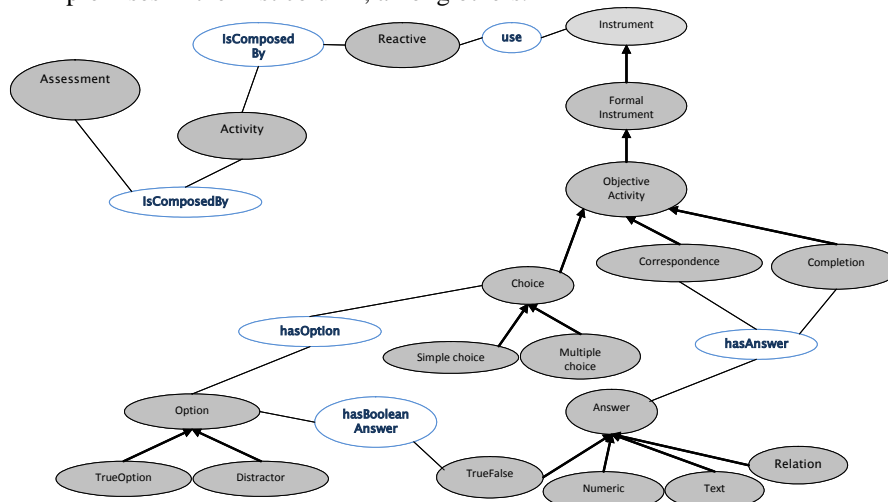 IsComposed
By
Reactive
use
Instrument
Assessment
Activity
Formal
Instrument
IsComposedBy
Objective
Activity
Correspondence
Completion
Choice
hasOption
hasAnswer
Simple choice
Multiple
choice
Option
hasBoolean
Answer
Answer
TrueOption
Distractor
TrueFalse
Numeric
Text
Relation